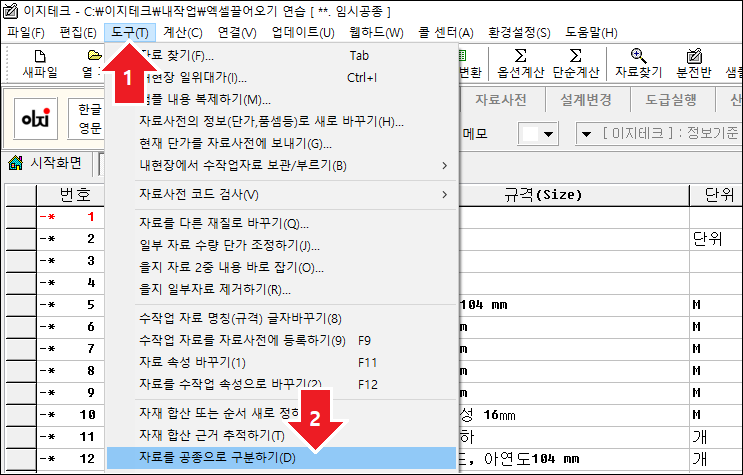 이지테크 - C:₩이지테크₩내작업₩엑셀끌어오기 연습 [ **. 임시공종 ]
파일(F) 편집(E) 도구(T) 계산(C) 연결(V) 업데이트(U) 웹하드(W) 콜 센터(A) 환경설정(S) 도움말(H)
새파일 열 변환 옵션계산 단순계산 자료찾기 분전반 샘플
이지 한글 영문 자료사전 설계변경 도급실행 산
메모 [ 이지테크 ] : 정보기준
시작화면
번호 규격(Size) 단위
1
자료 찾기(F)... Tab
내현장 일위대가(I)... Ctrl+I
샘플 내용 복제하기(M)...
자료사전의 정보(단가,품셈등)로 새로 바꾸기(H)...
현재 단가를 자료사전에 보내기(G)...
내현장에서 수작업자료 보관/부르기(B)
자료사전 코드 검사(V)
자료를 다른 재질로 바꾸기(Q)...
일부 자료 수량 단가 조정하기(J)...
을지 자료 2중 내용 바로 잡기(O)...
을지 일부자료 제거하기(R)...
수작업 자료 명칭(규격) 글자바꾸기(8)
수작업 자료를 자료사전에 등록하기(9) F9
자료 속성 바꾸기(1) F11
자료를 수작업 속성으로 바꾸기(2) F12
자재 합산 또는 순서 새로 정하
자재 합산 근거 추적하기(T)
자료를 공종으로 구분하기(D)
2
-* 1
-* 2 단위
-* 3
-* 4
-* 5 104 mm M
-* 6 m M
-* 7 m M
-* 8 m M
-* 9 m M
-* 10 성 16mm M
-* 11 하 개
-* 12 드, 아연도104 mm 개